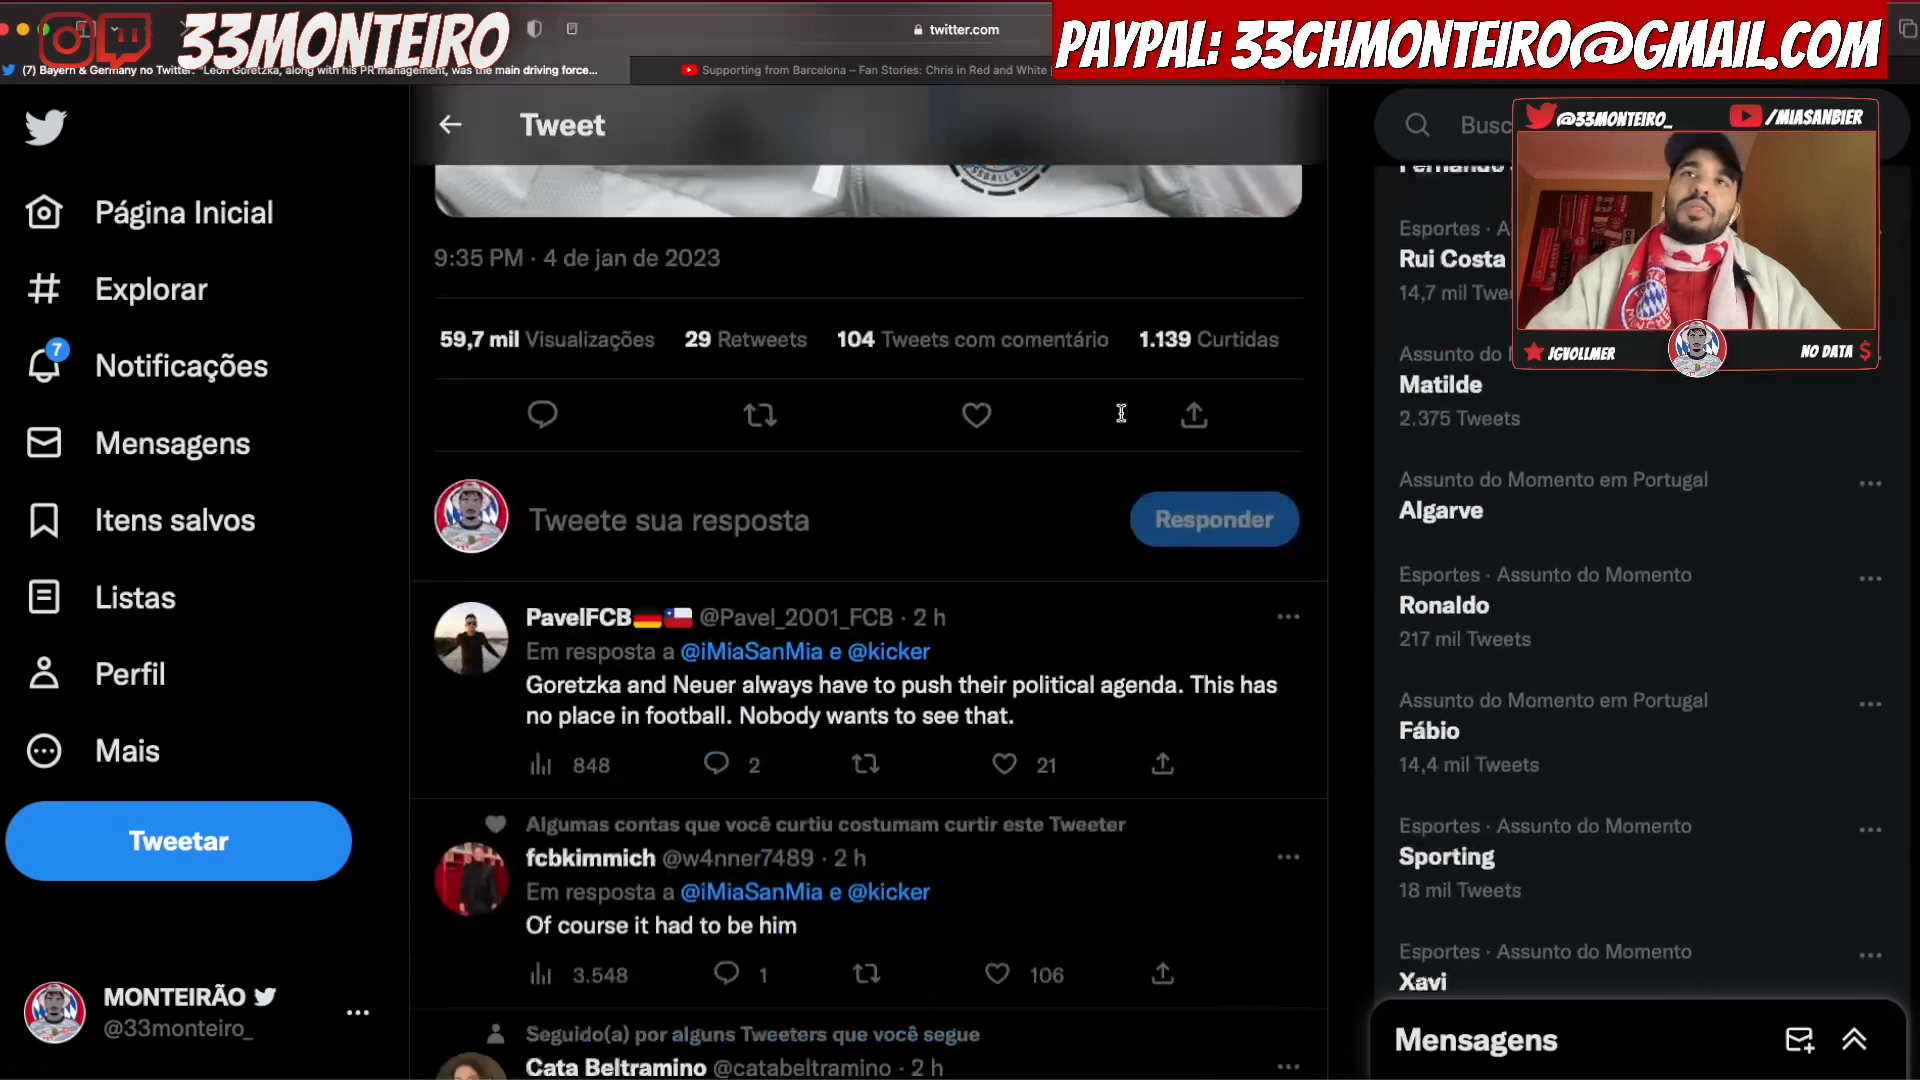 33MONTEIRO
twitter.com
PAYPAL: 33CHMONTEIRO@GMAIL.COM
(7) Bayern & Germany no Twitter: "Leon Goretzka, along with his PR management, was the main driving force...
Supporting from Barcelona – Fan Stories: Chris in Red and White
Tweet
Busc
@33MONTEIRO_
/MIASANBIER
JGVOLLMER
NO DATA
Página Inicial
Explorar
7
Notificações
Mensagens
Itens salvos
Listas
Perfil
Mais
Tweetar
MONTEIRÃO
@33monteiro_
9:35 PM · 4 de jan de 2023
59,7 mil Visualizações 29 Retweets 104 Tweets com comentário 1.139 Curtidas
Tweete sua resposta
Responder
PavelFCB @Pavel_2001_FCB · 2 h
Em resposta a @iMiaSanMia e @kicker
Goretzka and Neuer always have to push their political agenda. This has
no place in football. Nobody wants to see that.
848 2 21
Algumas contas que você curtiu costumam curtir este Tweeter
fcbkimmich @w4nner7489 · 2 h
Em resposta a @iMiaSanMia e @kicker
Of course it had to be him
3.548 1 106
Seguido(a) por alguns Tweeters que você segue
Cata Beltramino @catabeltramino · 2 h
Fernando
Esportes · A
Rui Costa
14,7 mil Twe
Assunto do
Matilde
2.375 Tweets
Assunto do Momento em Portugal
Algarve
Esportes · Assunto do Momento
Ronaldo
217 mil Tweets
Assunto do Momento em Portugal
Fábio
14,4 mil Tweets
Esportes · Assunto do Momento
Sporting
18 mil Tweets
Esportes · Assunto do Momento
Xavi
Mensagens